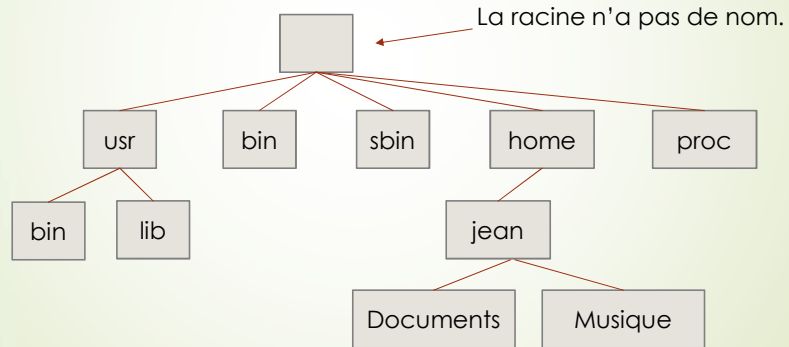 La racine n’a pas de nom.
usr
bin
sbin
home
proc
bin
lib
jean
Documents
Musique